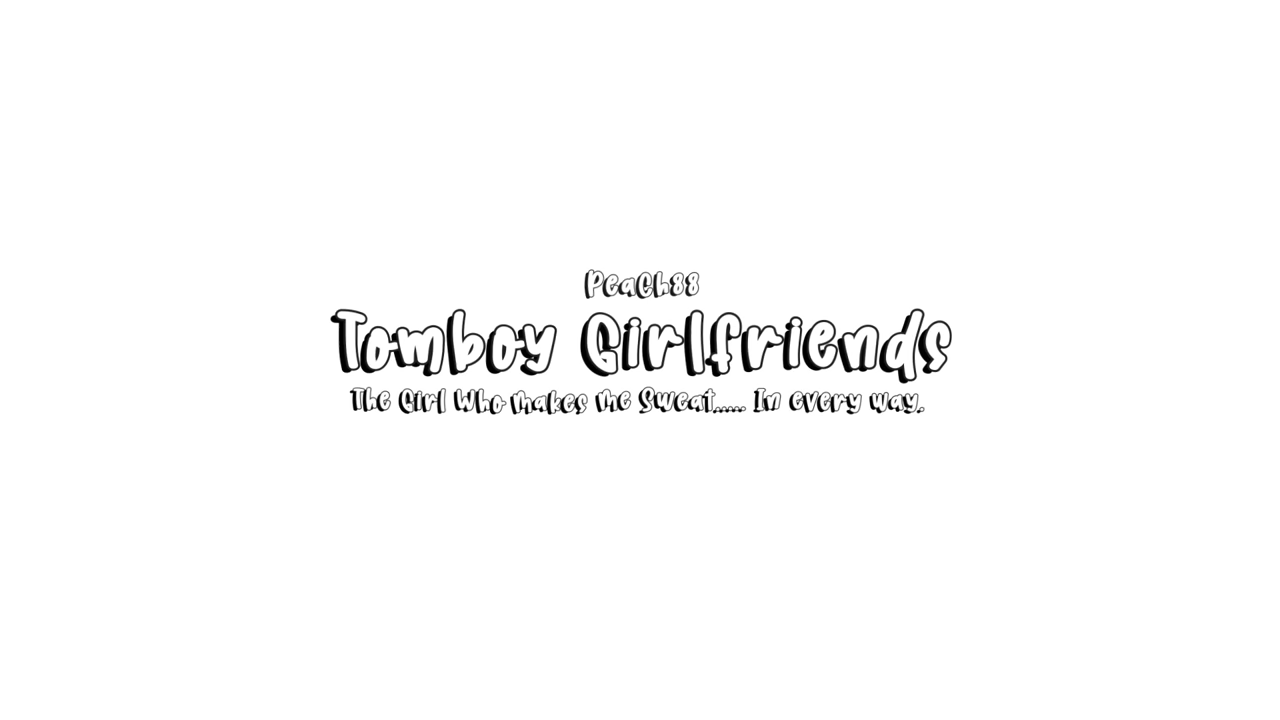 Peach88
Tomboy Girlfriends
The Girl Who makes me Sweat..... In every way.